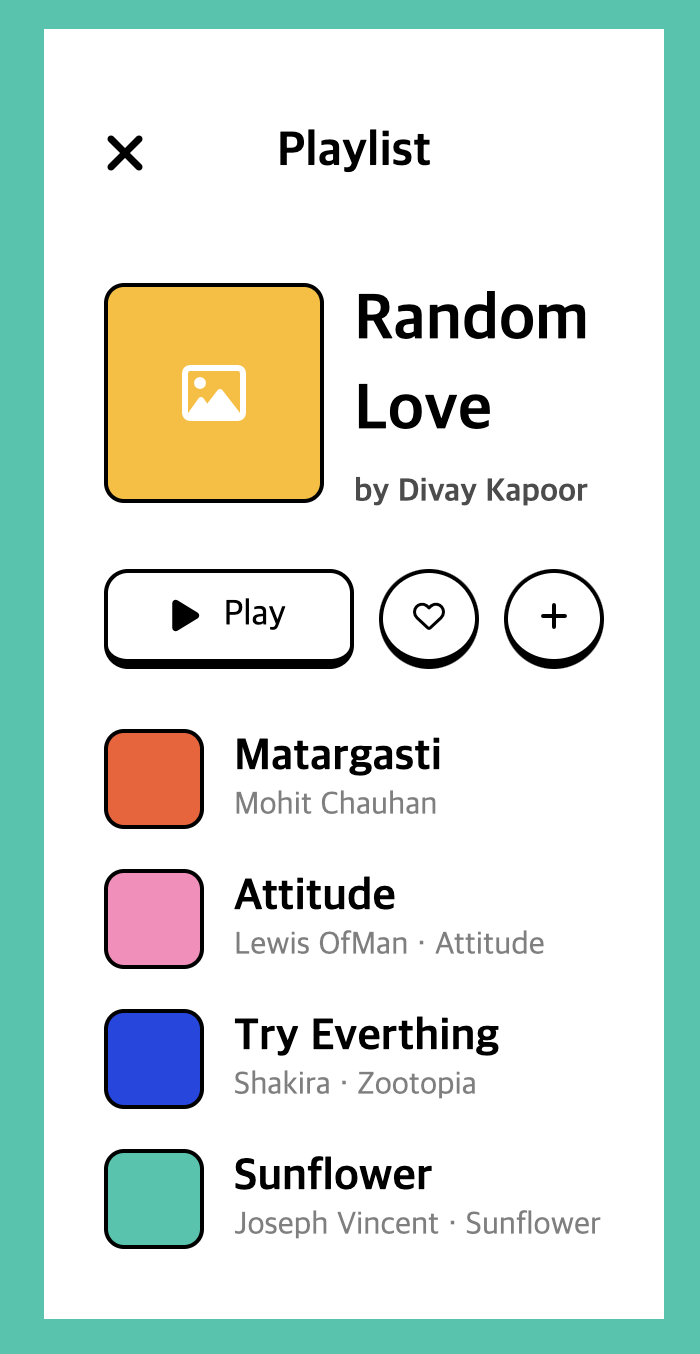 Playlist
Random
Love
by Divay Kapoor
Play
Matargasti
Mohit Chauhan
Attitude
Lewis OfMan · Attitude
Try Everthing
Shakira · Zootopia
Sunflower
Joseph Vincent · Sunflower